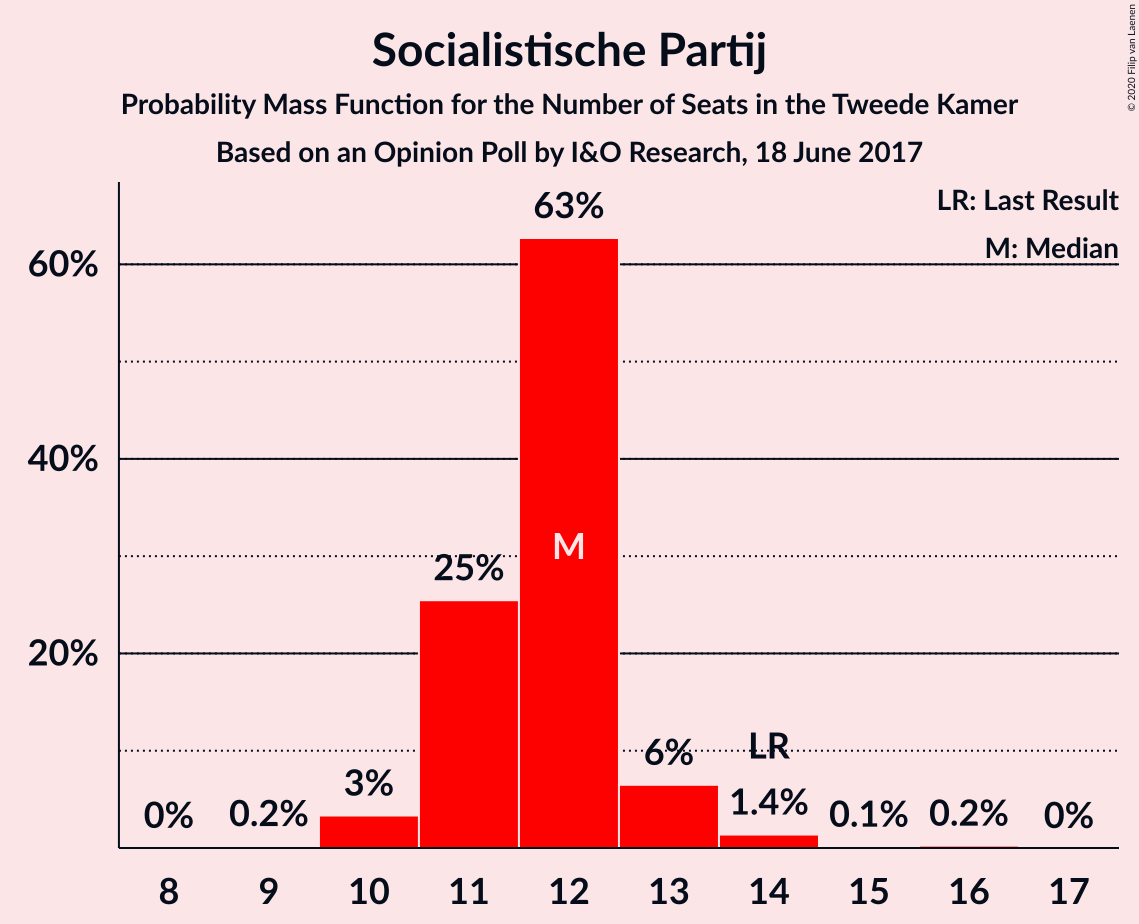 Socialistische Partij
Probability Mass Function for the Number of Seats in the Tweede Kamer
Based on an Opinion Poll by I&O Research, 18 June 2017
© 2020 Filip van Laenen
LR: Last Result
M: Median
63%
60%
40%
25%
M
20%
LR
6%
3%
1.4%
0%
0.2%
0.1%
0.2%
0%
8 9 10 11 12 13 14 15 16 17